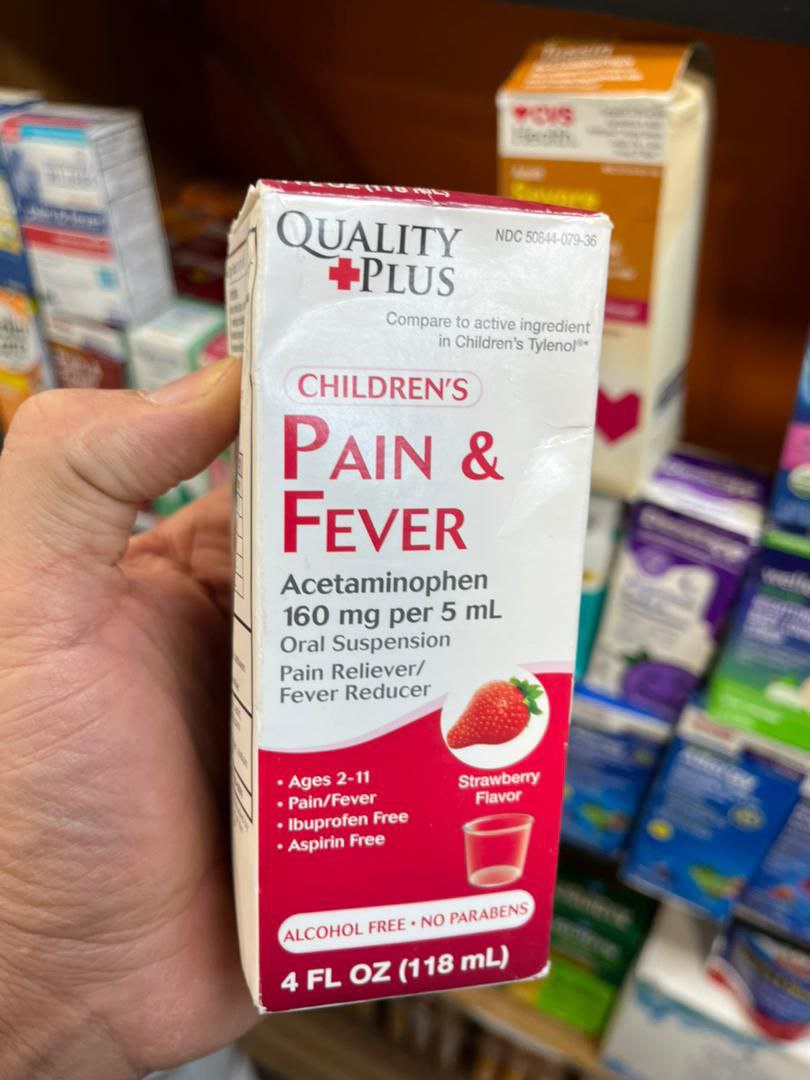 QUALITY
PLUS
NDC 50844-079-36
Compare to active ingredient
in Children's Tylenol®*
CHILDREN'S
PAIN &
FEVER
Acetaminophen
160 mg per 5 mL
Oral Suspension
Pain Reliever/
Fever Reducer
• Ages 2-11
• Pain/Fever
• Ibuprofen Free
• Aspirin Free
Strawberry
Flavor
ALCOHOL FREE • NO PARABENS
4 FL OZ (118 mL)
CVS
Health